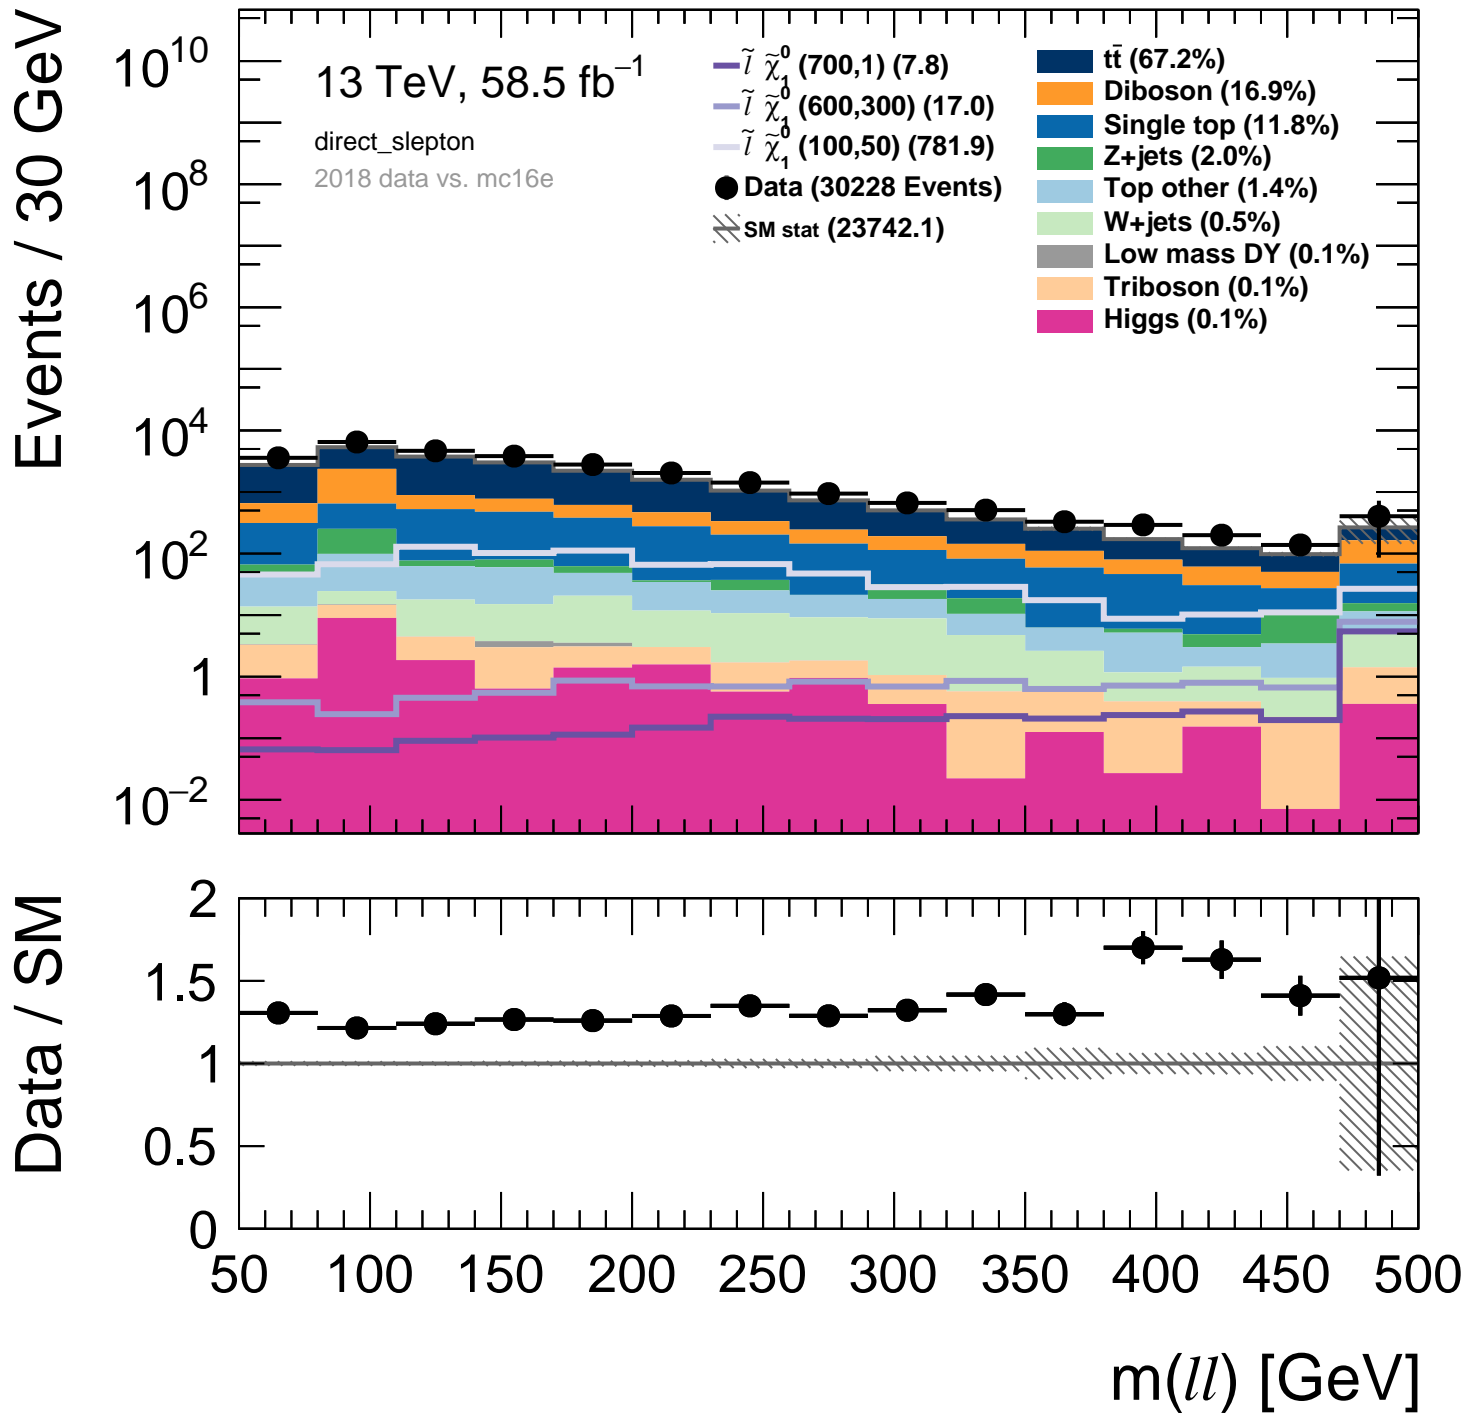 Events / 30 GeV
10¹⁰
10⁸
10⁶
10⁴
10²
1
10⁻²
13 TeV, 58.5 fb⁻¹
direct_slepton
2018 data vs. mc16e
l̃ χ̃₁⁰ (700,1) (7.8)
l̃ χ̃₁⁰ (600,300) (17.0)
l̃ χ̃₁⁰ (100,50) (781.9)
Data (30228 Events)
SM stat (23742.1)
tt̄ (67.2%)
Diboson (16.9%)
Single top (11.8%)
Z+jets (2.0%)
Top other (1.4%)
W+jets (0.5%)
Low mass DY (0.1%)
Triboson (0.1%)
Higgs (0.1%)
Data / SM
2
1.5
1
0.5
0
50 100 150 200 250 300 350 400 450 500
m(ll) [GeV]